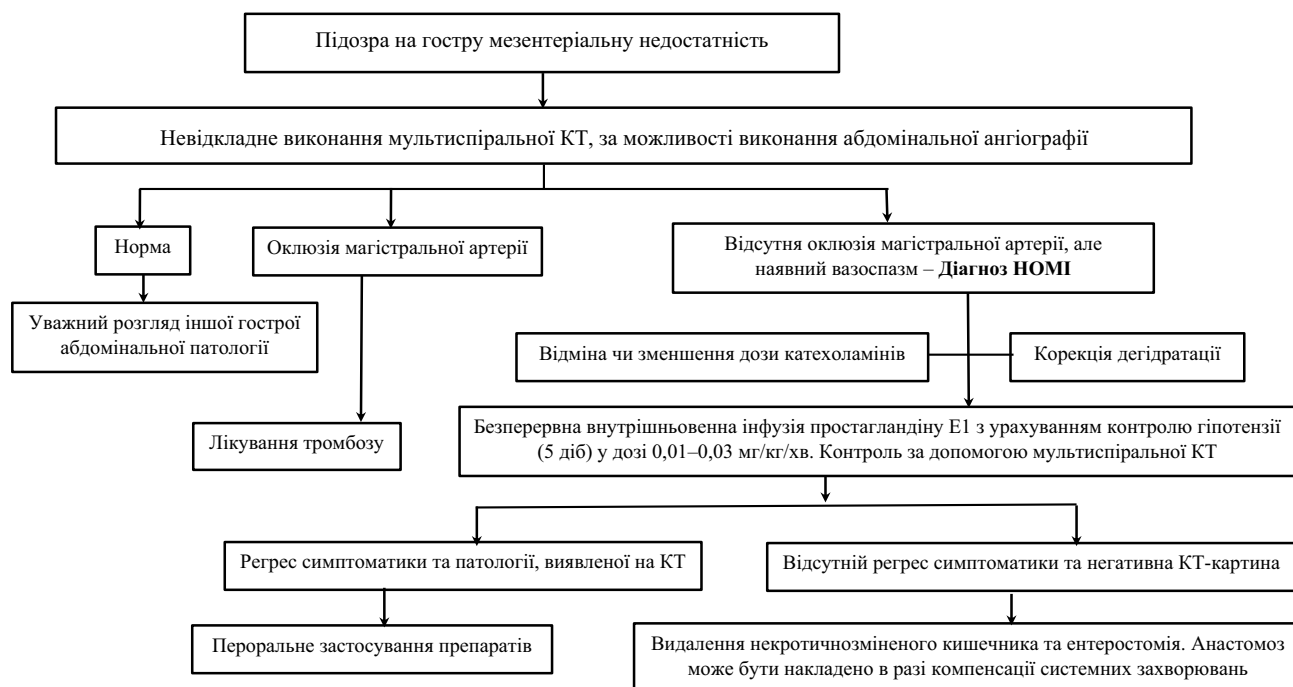 Підозра на гостру мезентеріальну недостатність
Невідкладне виконання мультиспіральної КТ, за можливості виконання абдомінальної ангіографії
Норма
Оклюзія магістральної артерії
Відсутня оклюзія магістральної артерії, але
наявний вазоспазм – Діагноз НОМІ
Уважний розгляд іншої гострої
абдомінальної патології
Відміна чи зменшення дози катехоламінів
Корекція дегідратації
Лікування тромбозу
Безперервна внутрішньовенна інфузія простагландіну Е1 з урахуванням контролю гіпотензії
(5 діб) у дозі 0,01–0,03 мг/кг/хв. Контроль за допомогою мультиспіральної КТ
Регрес симптоматики та патології, виявленої на КТ
Відсутній регрес симптоматики та негативна КТ-картина
Пероральне застосування препаратів
Видалення некротичнозміненого кишечника та ентеростомія. Анастомоз
може бути накладено в разі компенсації системних захворювань